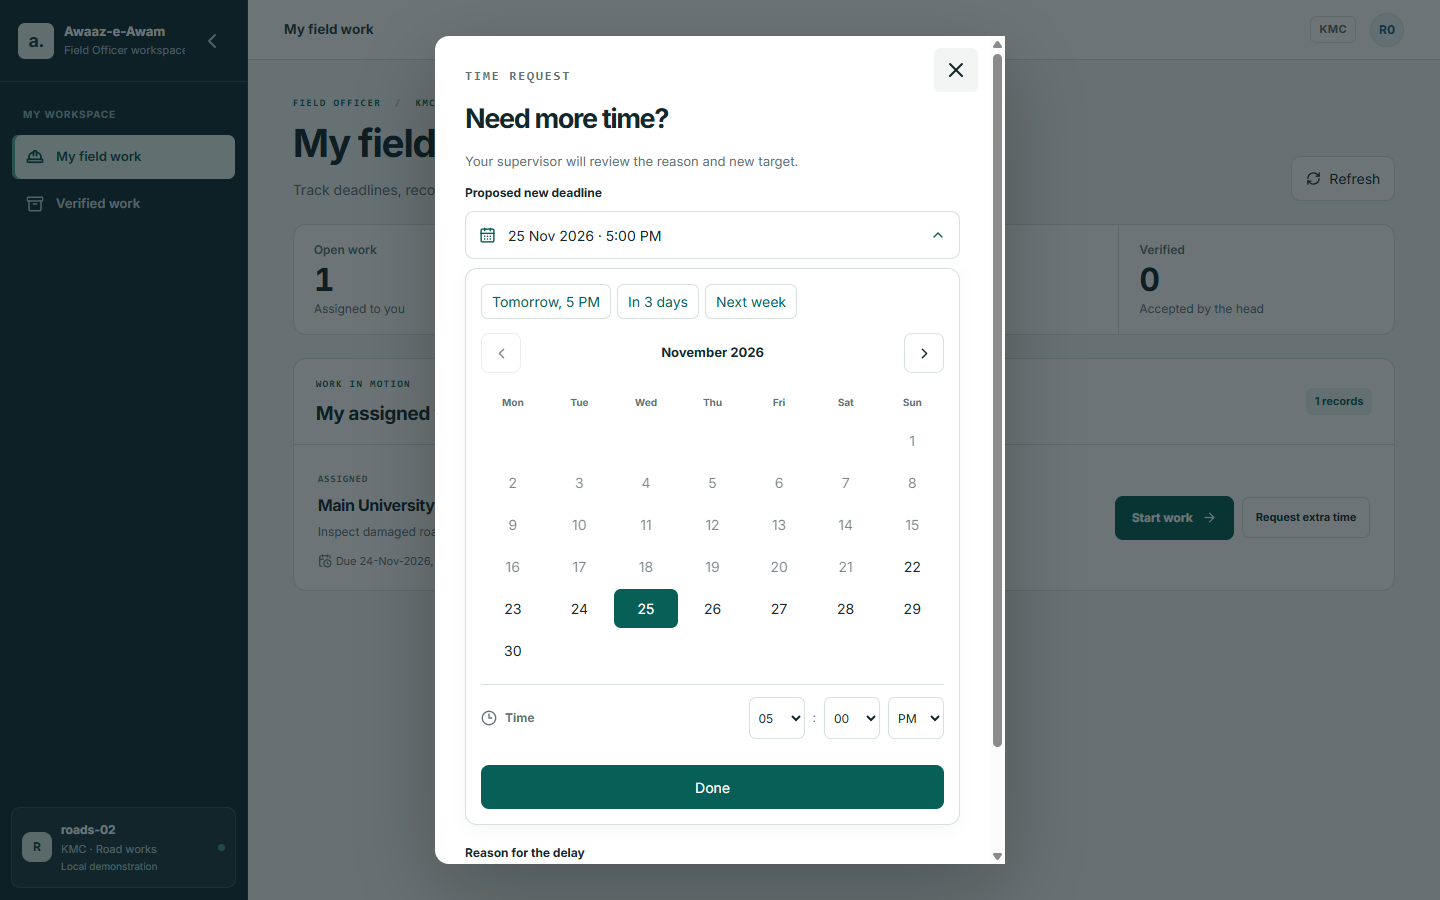 a.
Awaaz-e-Awam
Field Officer workspace
MY WORKSPACE
My field work
Verified work
R
roads-02
KMC · Road works
Local demonstration
My field work
KMC
R0
FIELD OFFICER / KMC
My field
Track deadlines, reco
Refresh
Open work
1
Assigned to you
Verified
0
Accepted by the head
WORK IN MOTION
My assigned
1 records
ASSIGNED
Main University
Inspect damaged roa
Due 24-Nov-2026,
Start work
Request extra time
TIME REQUEST
Need more time?
Your supervisor will review the reason and new target.
Proposed new deadline
25 Nov 2026 · 5:00 PM
Tomorrow, 5 PM In 3 days Next week
November 2026
Mon Tue Wed Thu Fri Sat Sun
1
2 3 4 5 6 7 8
9 10 11 12 13 14 15
16 17 18 19 20 21 22
23 24 25 26 27 28 29
30
Time 05 : 00 PM
Done
Reason for the delay